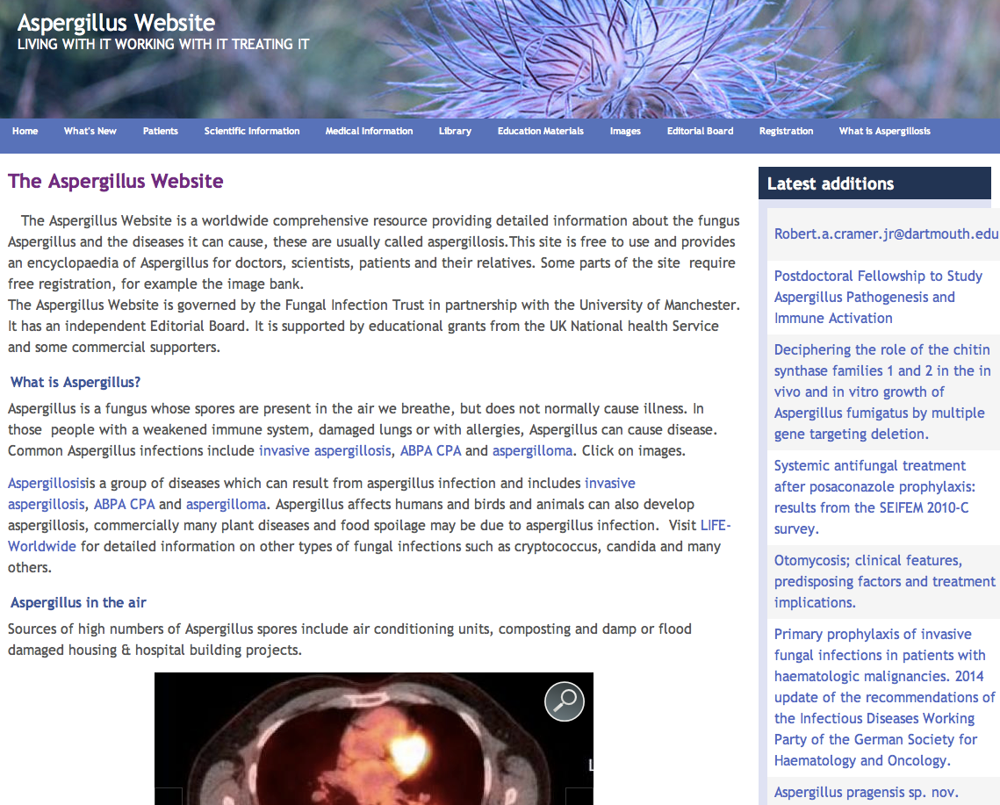 Aspergillus Website
LIVING WITH IT WORKING WITH IT TREATING IT
Home What's New Patients Scientific Information Medical Information Library Education Materials Images Editorial Board Registration What is Aspergillosis
The Aspergillus Website
The Aspergillus Website is a worldwide comprehensive resource providing detailed information about the fungus
Aspergillus and the diseases it can cause, these are usually called aspergillosis.This site is free to use and provides
an encyclopaedia of Aspergillus for doctors, scientists, patients and their relatives. Some parts of the site require
free registration, for example the image bank.
The Aspergillus Website is governed by the Fungal Infection Trust in partnership with the University of Manchester.
It has an independent Editorial Board. It is supported by educational grants from the UK National health Service
and some commercial supporters.
What is Aspergillus?
Aspergillus is a fungus whose spores are present in the air we breathe, but does not normally cause illness. In
those people with a weakened immune system, damaged lungs or with allergies, Aspergillus can cause disease.
Common Aspergillus infections include invasive aspergillosis, ABPA CPA and aspergilloma. Click on images.
Aspergillosisis a group of diseases which can result from aspergillus infection and includes invasive
aspergillosis, ABPA CPA and aspergilloma. Aspergillus affects humans and birds and animals can also develop
aspergillosis, commercially many plant diseases and food spoilage may be due to aspergillus infection. Visit LIFE-
Worldwide for detailed information on other types of fungal infections such as cryptococcus, candida and many
others.
Aspergillus in the air
Sources of high numbers of Aspergillus spores include air conditioning units, composting and damp or flood
damaged housing & hospital building projects.
L
Latest additions
Robert.a.cramer.jr@dartmouth.edu
Postdoctoral Fellowship to Study
Aspergillus Pathogenesis and
Immune Activation
Deciphering the role of the chitin
synthase families 1 and 2 in the in
vivo and in vitro growth of
Aspergillus fumigatus by multiple
gene targeting deletion.
Systemic antifungal treatment
after posaconazole prophylaxis:
results from the SEIFEM 2010-C
survey.
Otomycosis; clinical features,
predisposing factors and treatment
implications.
Primary prophylaxis of invasive
fungal infections in patients with
haematologic malignancies. 2014
update of the recommendations of
the Infectious Diseases Working
Party of the German Society for
Haematology and Oncology.
Aspergillus pragensis sp. nov.